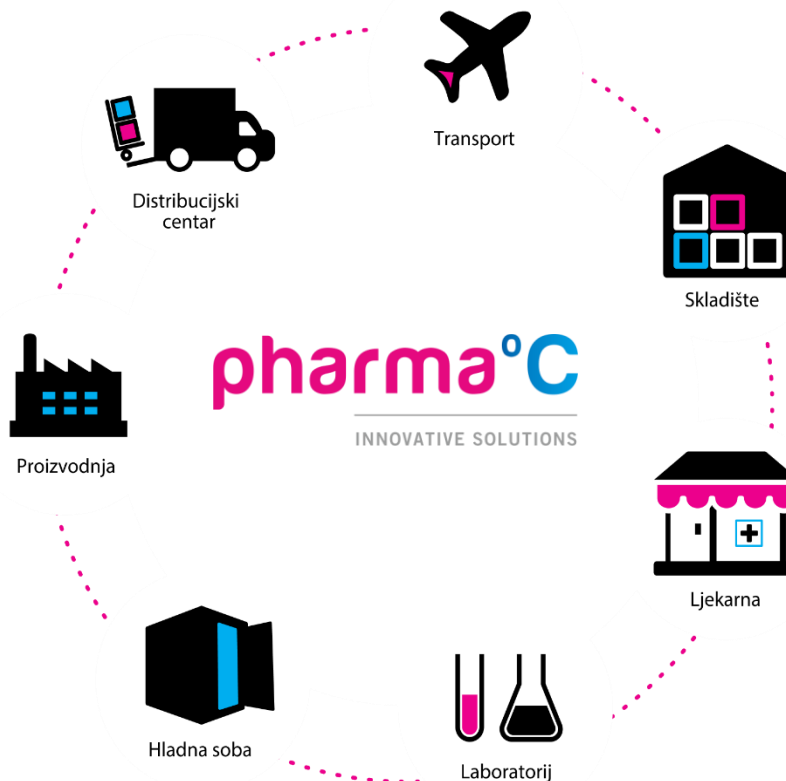 Transport
Distribucijski
centar
Skladište
pharma°C
INNOVATIVE SOLUTIONS
Proizvodnja
Ljekarna
Hladna soba
Laboratorij